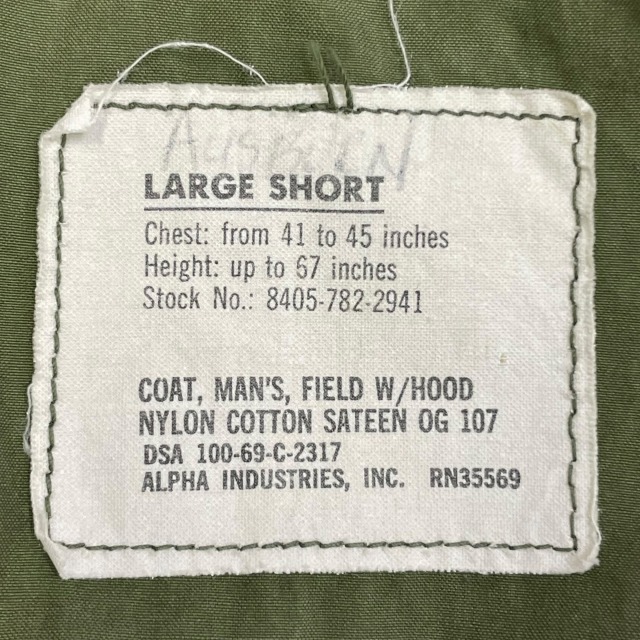 LARGE SHORT
Chest: from 41 to 45 inches
Height: up to 67 inches
Stock No.: 8405-782-2941
COAT, MAN'S, FIELD W/HOOD
NYLON COTTON SATEEN OG 107
DSA 100-69-C-2317
ALPHA INDUSTRIES, INC. RN35569